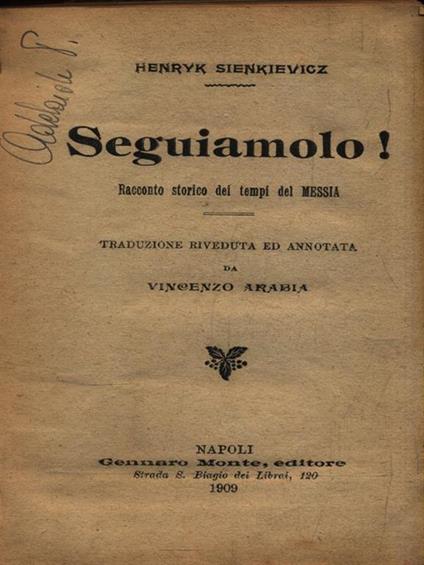 Adelaide F.
HENRYK SIENKIEVICZ
Seguiamolo !
Racconto storico dei tempi del MESSIA
TRADUZIONE RIVEDUTA ED ANNOTATA
DA
VINCENZO ARABIA
NAPOLI
Gennaro Monte, editore
Strada S. Biagio dei Librai, 120
1909